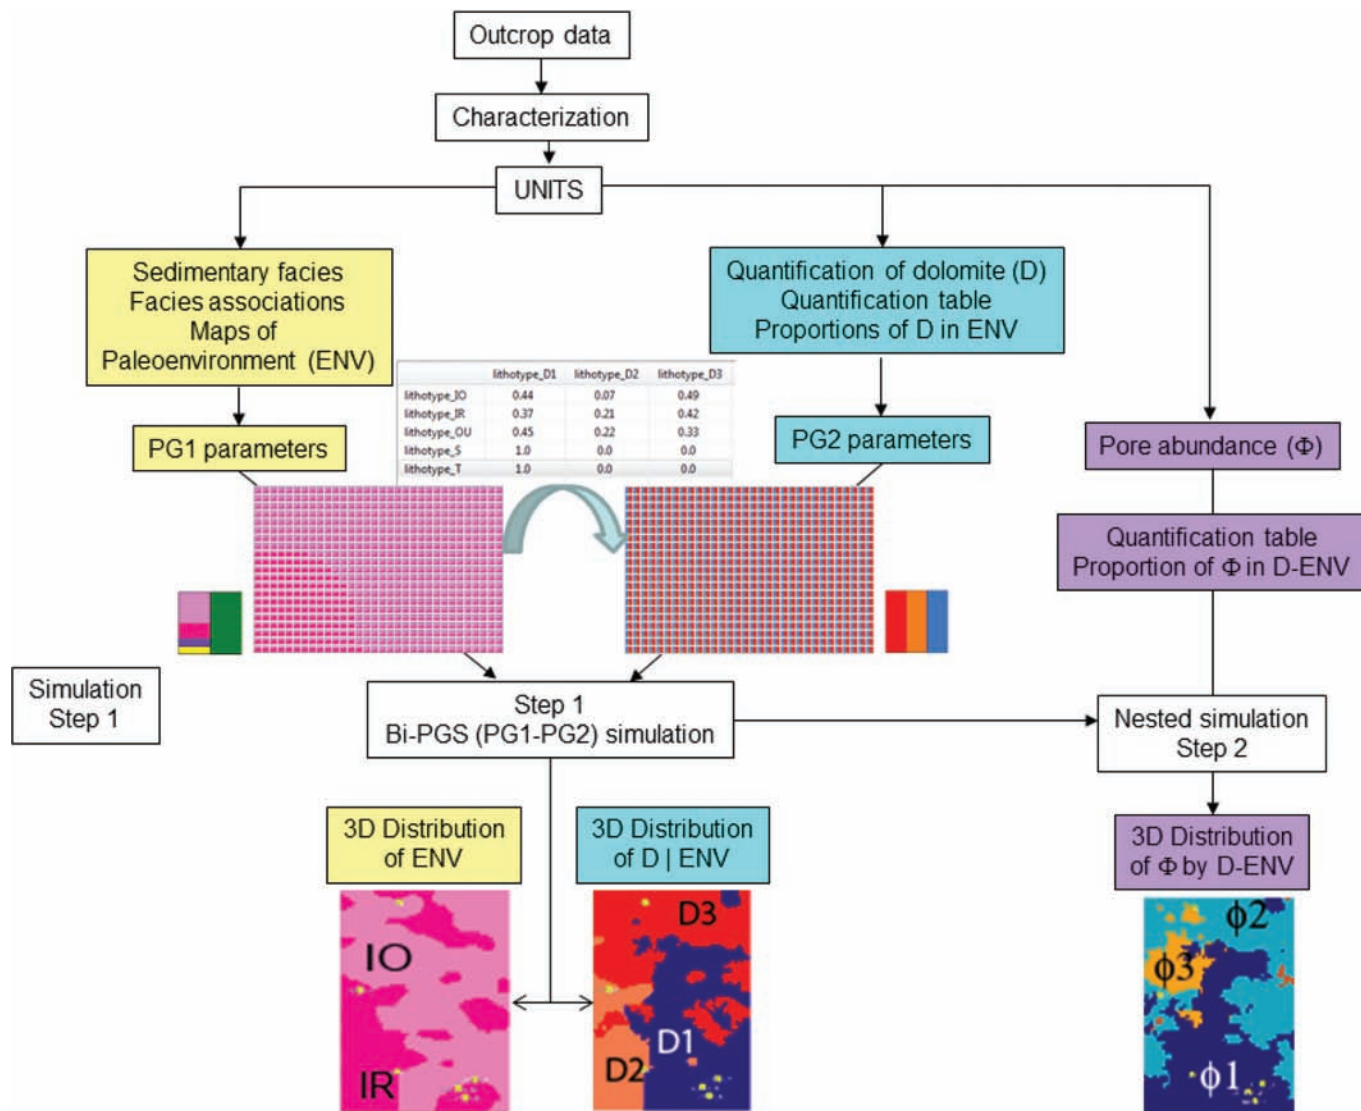 Outcrop data
Characterization
UNITS
Sedimentary facies
Facies associations
Maps of
Paleoenvironment (ENV)
Quantification of dolomite (D)
Quantification table
Proportions of D in ENV
lithotype_D1 lithotype_D2 lithotype_D3
lithotype_IO 0.44 0.07 0.49
lithotype_IR 0.37 0.21 0.42
lithotype_OU 0.45 0.22 0.33
lithotype_S 1.0 0.0 0.0
lithotype_T 1.0 0.0 0.0
PG1 parameters
PG2 parameters
Pore abundance (Φ)
Quantification table
Proportion of Φ in D-ENV
Simulation
Step 1
Step 1
Bi-PGS (PG1-PG2) simulation
Nested simulation
Step 2
3D Distribution
of ENV
3D Distribution
of D | ENV
3D Distribution
of Φ by D-ENV
IO
IR
D3
D1
D2
ϕ2
ϕ3
ϕ1